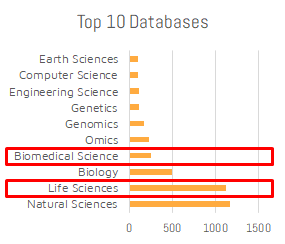 Top 10 Databases
Earth Sciences
Computer Science
Engineering Science
Genetics
Genomics
Omics
Biomedical Science
Biology
Life Sciences
Natural Sciences
0 500 1000 1500